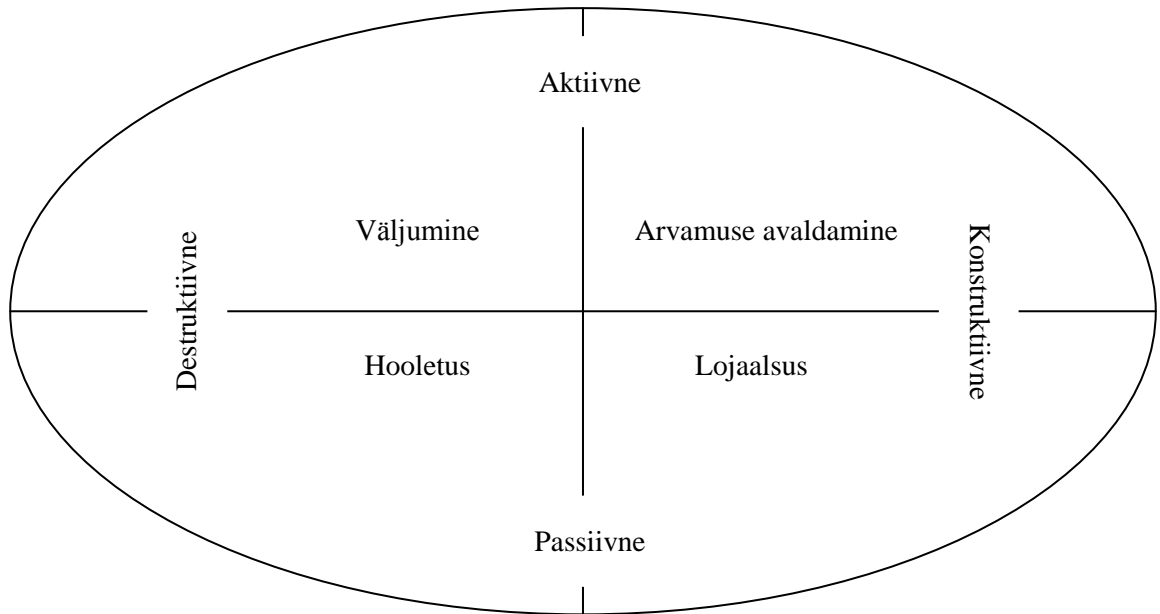 Aktiivne
Väljumine
Arvamuse avaldamine
Destruktiivne
Konstruktiivne
Hooletus
Lojaalsus
Passiivne